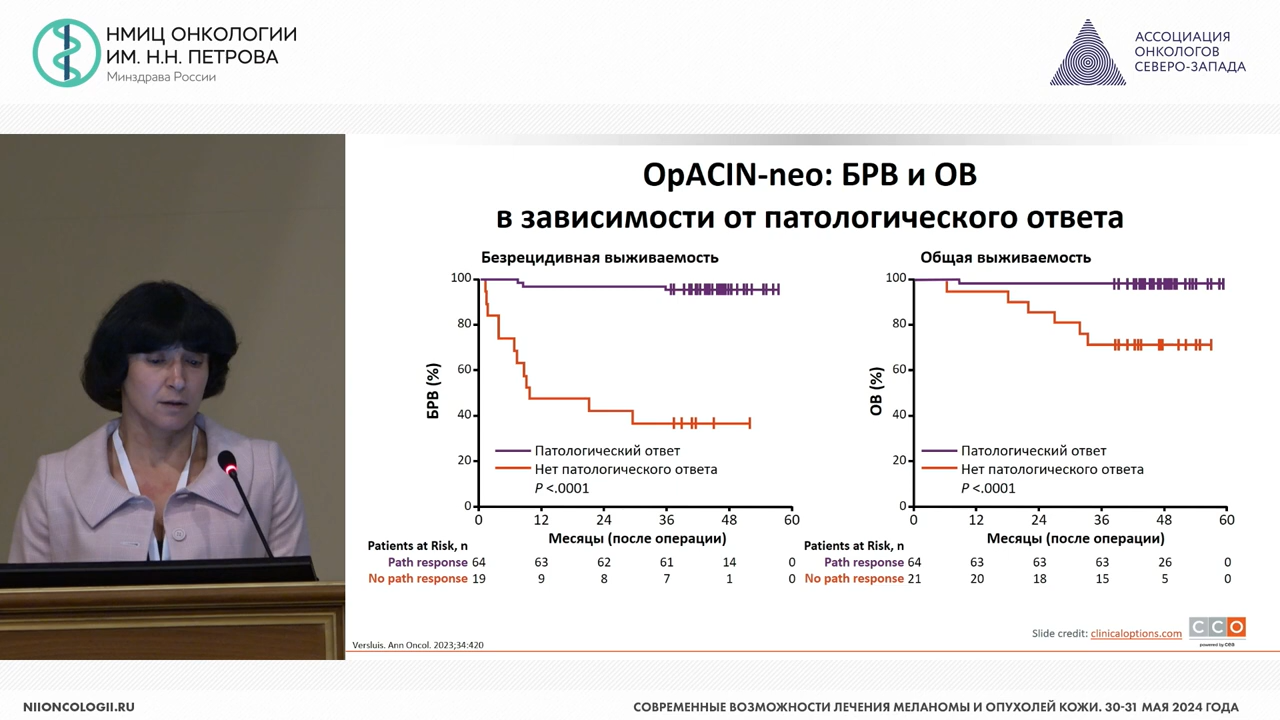 НМИЦ ОНКОЛОГИИ
ИМ. Н.Н. ПЕТРОВА
Минздрава России
АССОЦИАЦИЯ
ОНКОЛОГОВ
СЕВЕРО-ЗАПАДА
OpACIN-neo: БРВ и ОВ
в зависимости от патологического ответа
Безрецидивная выживаемость
БРВ (%)
100
80
60
40
20
0
Патологический ответ
Нет патологического ответа
P <.0001
0 12 24 36 48 60
Месяцы (после операции)
Patients at Risk, n
Path response 64 63 62 61 14 0
No path response 19 9 8 7 1 0
Общая выживаемость
ОВ (%)
100
80
60
40
20
0
Патологический ответ
Нет патологического ответа
P <.0001
0 12 24 36 48 60
Месяцы (после операции)
Patients at Risk, n
Path response 64 63 63 63 26 0
No path response 21 20 18 15 5 0
Slide credit: clinicaloptions.com
CCO
powered by cea
Versluis. Ann Oncol. 2023;34:420
NIIONCOLOGII.RU
СОВРЕМЕННЫЕ ВОЗМОЖНОСТИ ЛЕЧЕНИЯ МЕЛАНОМЫ И ОПУХОЛЕЙ КОЖИ. 30-31 МАЯ 2024 ГОДА